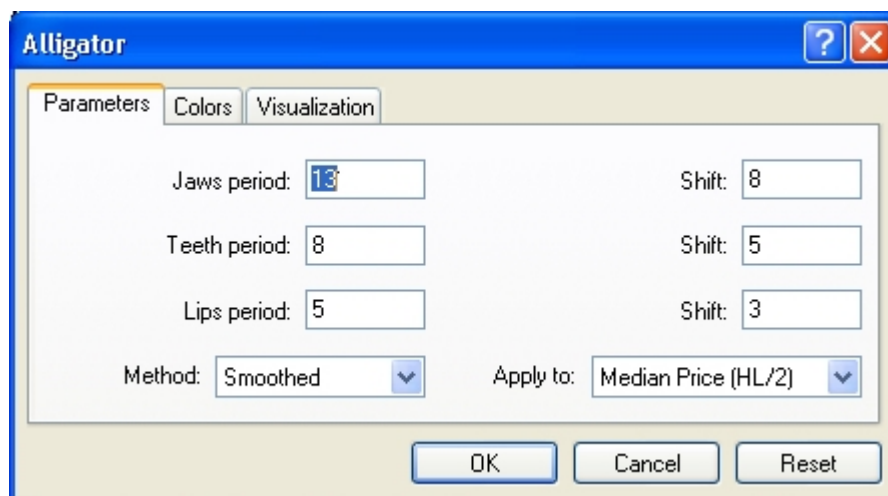 Alligator
Parameters Colors Visualization
Jaws period: 13 Shift: 8
Teeth period: 8 Shift: 5
Lips period: 5 Shift: 3
Method: Smoothed Apply to: Median Price (HL/2)
OK Cancel Reset